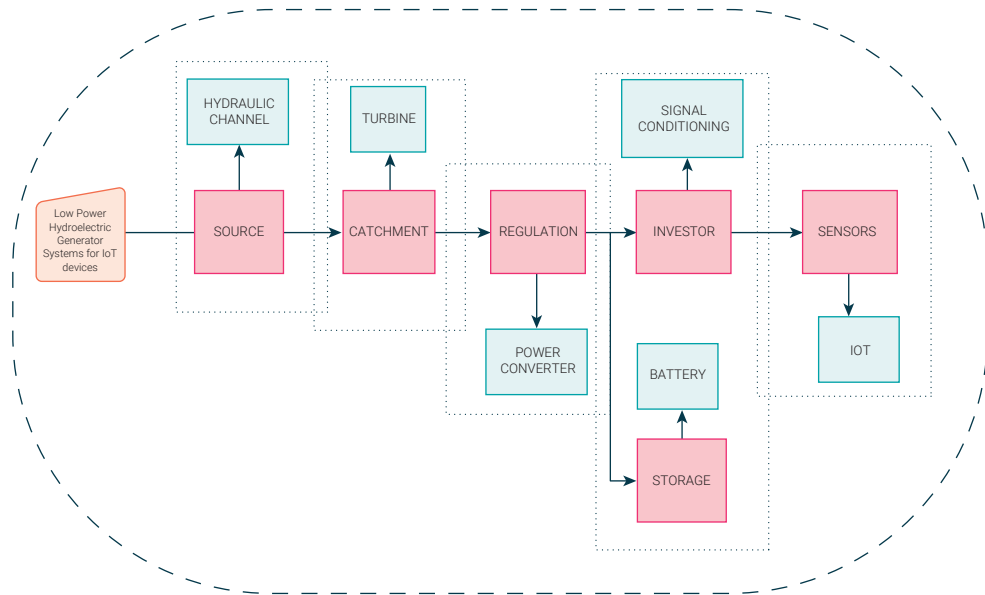 HYDRAULIC
CHANNEL
TURBINE
SIGNAL
CONDITIONING
Low Power
Hydroelectric
Generator
Systems for IoT
devices
SOURCE
CATCHMENT
REGULATION
INVESTOR
SENSORS
POWER
CONVERTER
BATTERY
IOT
STORAGE